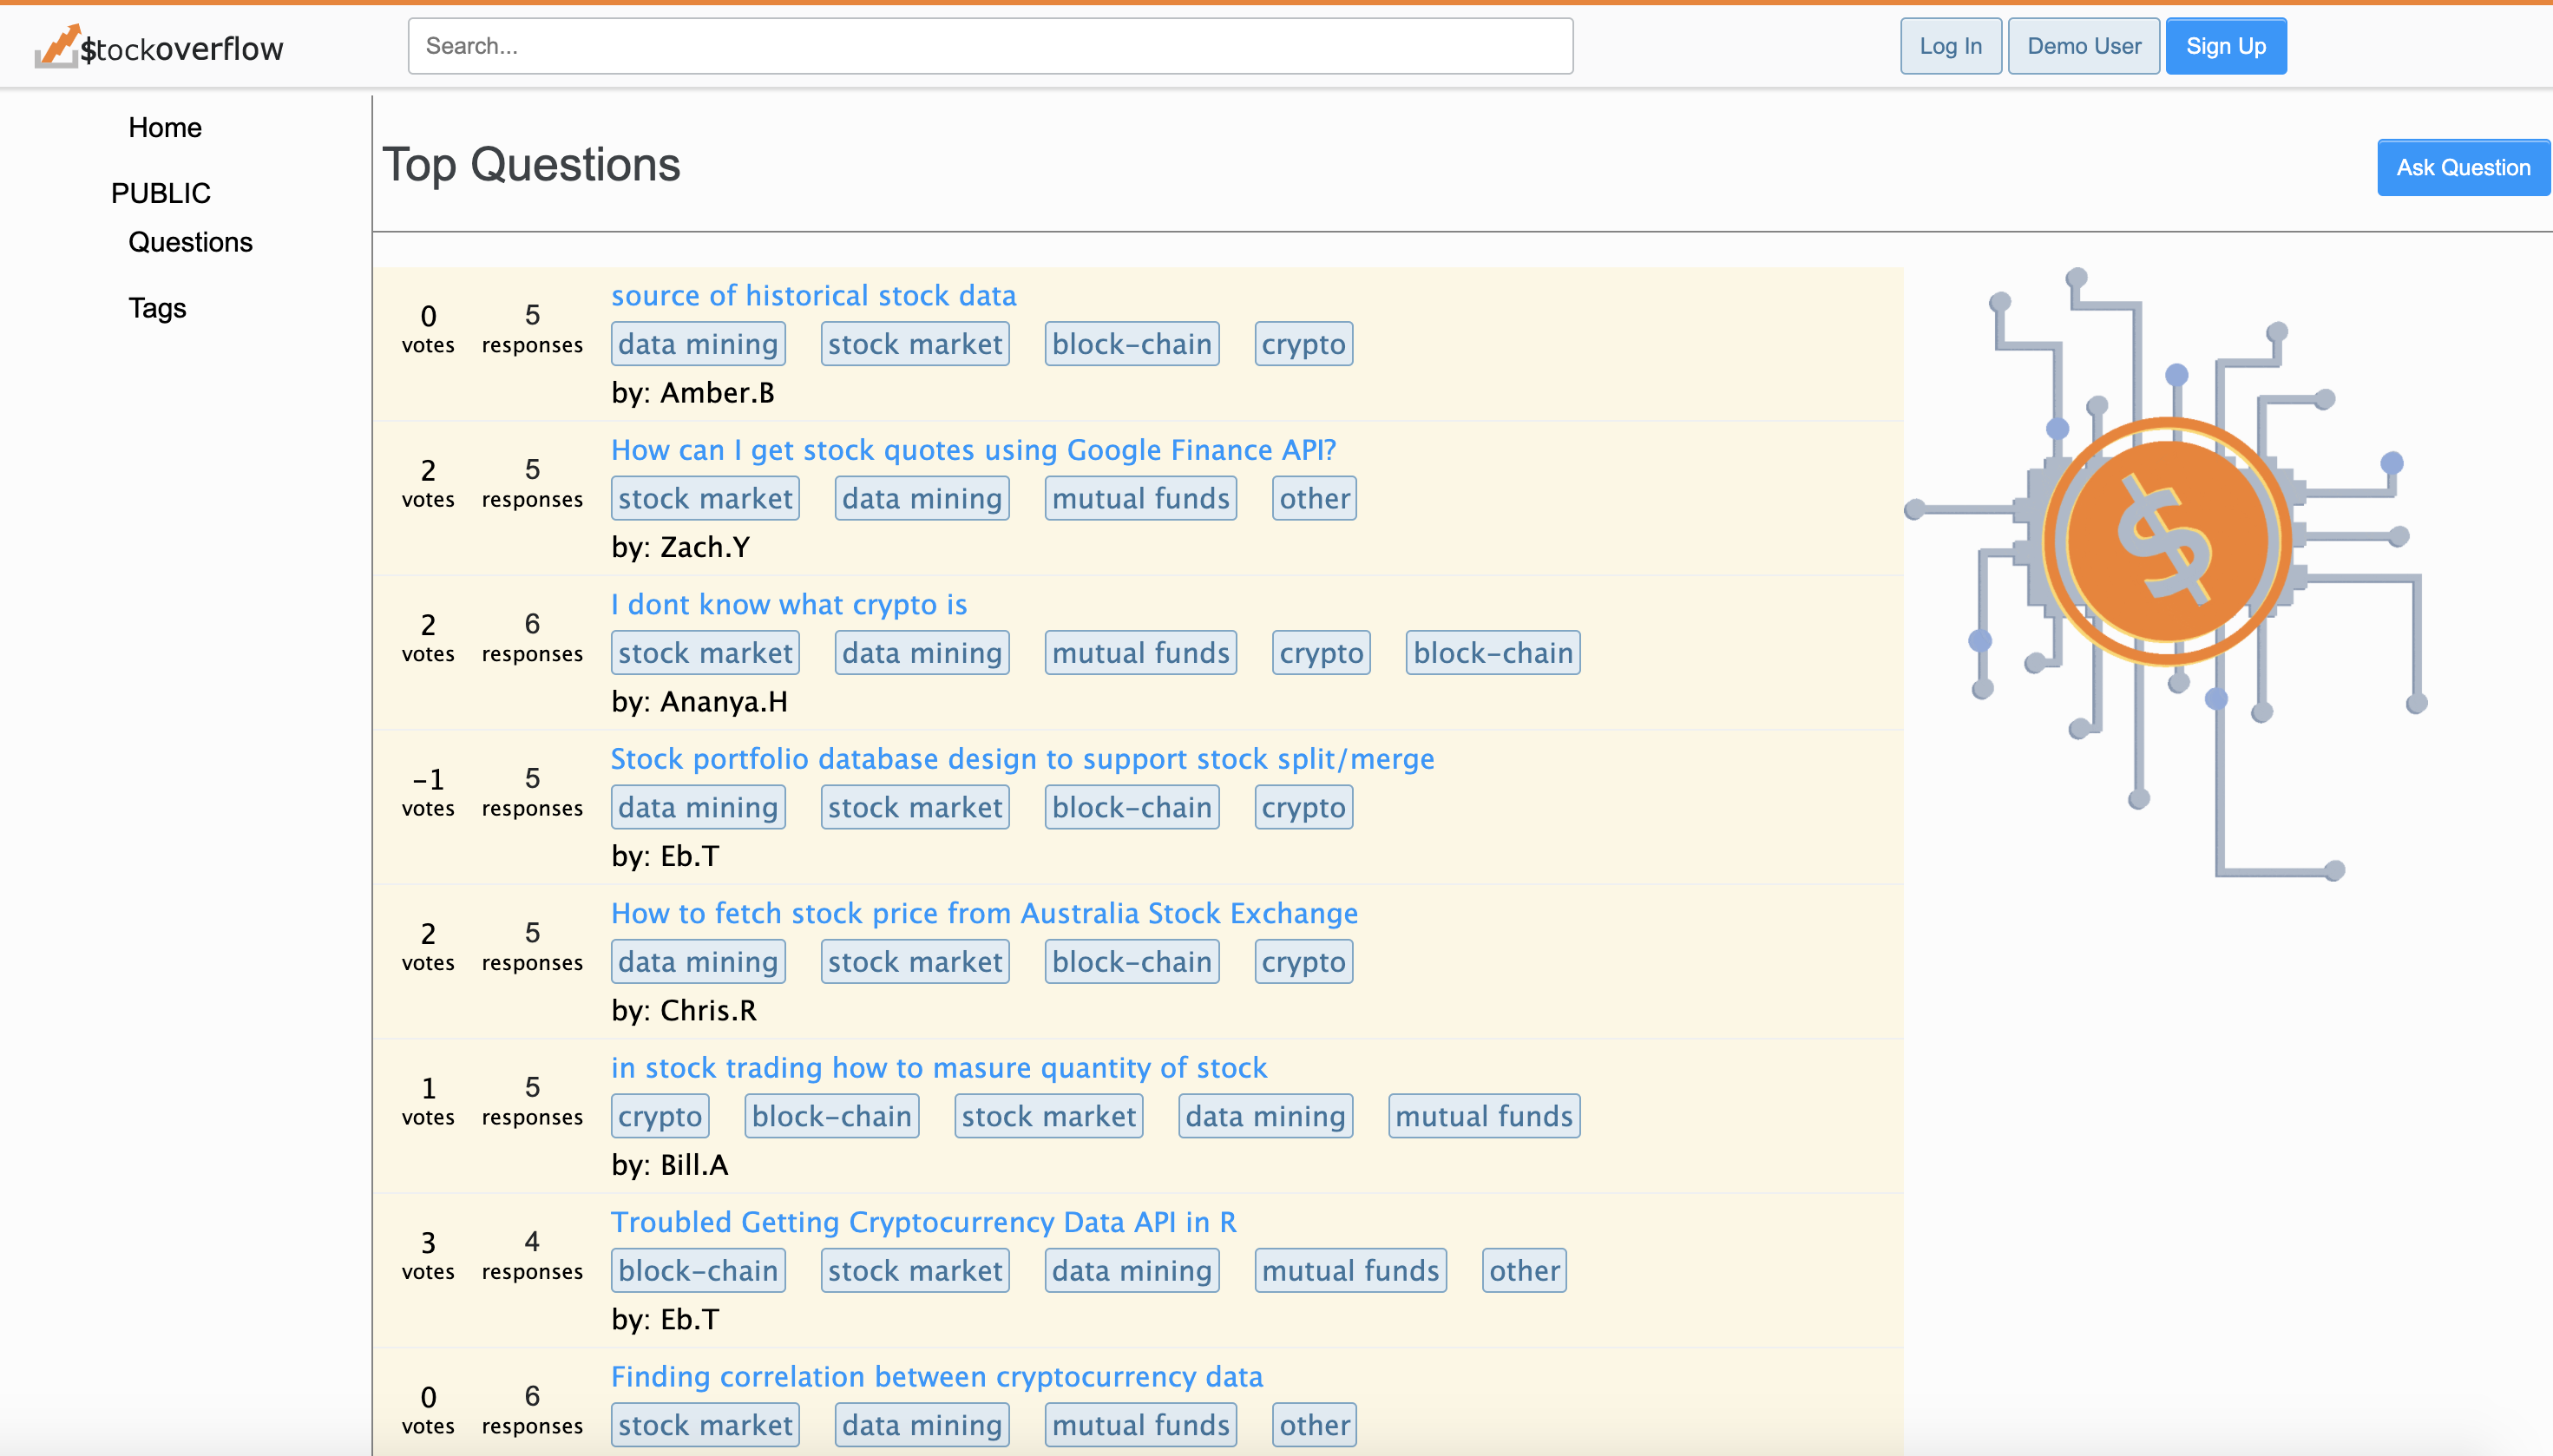 $tockoverflow
Search...
Log In
Demo User
Sign Up
Home
PUBLIC
Questions
Tags
Top Questions
Ask Question
0 votes 5 responses
source of historical stock data
data mining stock market block-chain crypto
by: Amber.B
2 votes 5 responses
How can I get stock quotes using Google Finance API?
stock market data mining mutual funds other
by: Zach.Y
2 votes 6 responses
I dont know what crypto is
stock market data mining mutual funds crypto block-chain
by: Ananya.H
-1 votes 5 responses
Stock portfolio database design to support stock split/merge
data mining stock market block-chain crypto
by: Eb.T
2 votes 5 responses
How to fetch stock price from Australia Stock Exchange
data mining stock market block-chain crypto
by: Chris.R
1 votes 5 responses
in stock trading how to masure quantity of stock
crypto block-chain stock market data mining mutual funds
by: Bill.A
3 votes 4 responses
Troubled Getting Cryptocurrency Data API in R
block-chain stock market data mining mutual funds other
by: Eb.T
0 votes 6 responses
Finding correlation between cryptocurrency data
stock market data mining mutual funds other
$